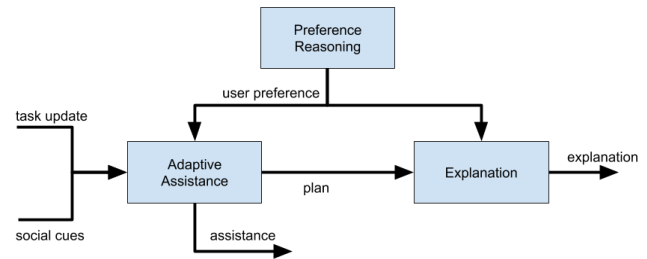 Preference
Reasoning
user preference
task update
Adaptive
Assistance
plan
Explanation
explanation
social cues
assistance